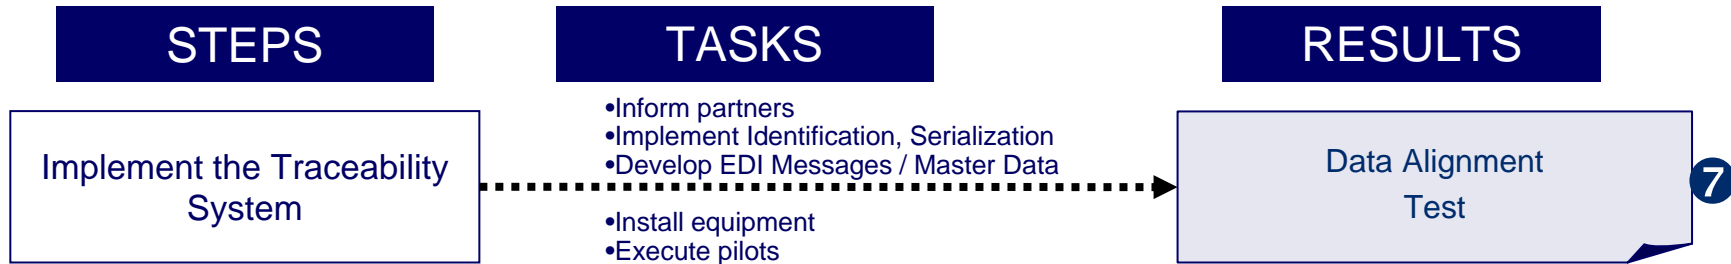 STEPS
TASKS
RESULTS
Implement the Traceability
System
•Inform partners
•Implement Identification, Serialization
•Develop EDI Messages / Master Data
•Install equipment
•Execute pilots
Data Alignment
Test
7